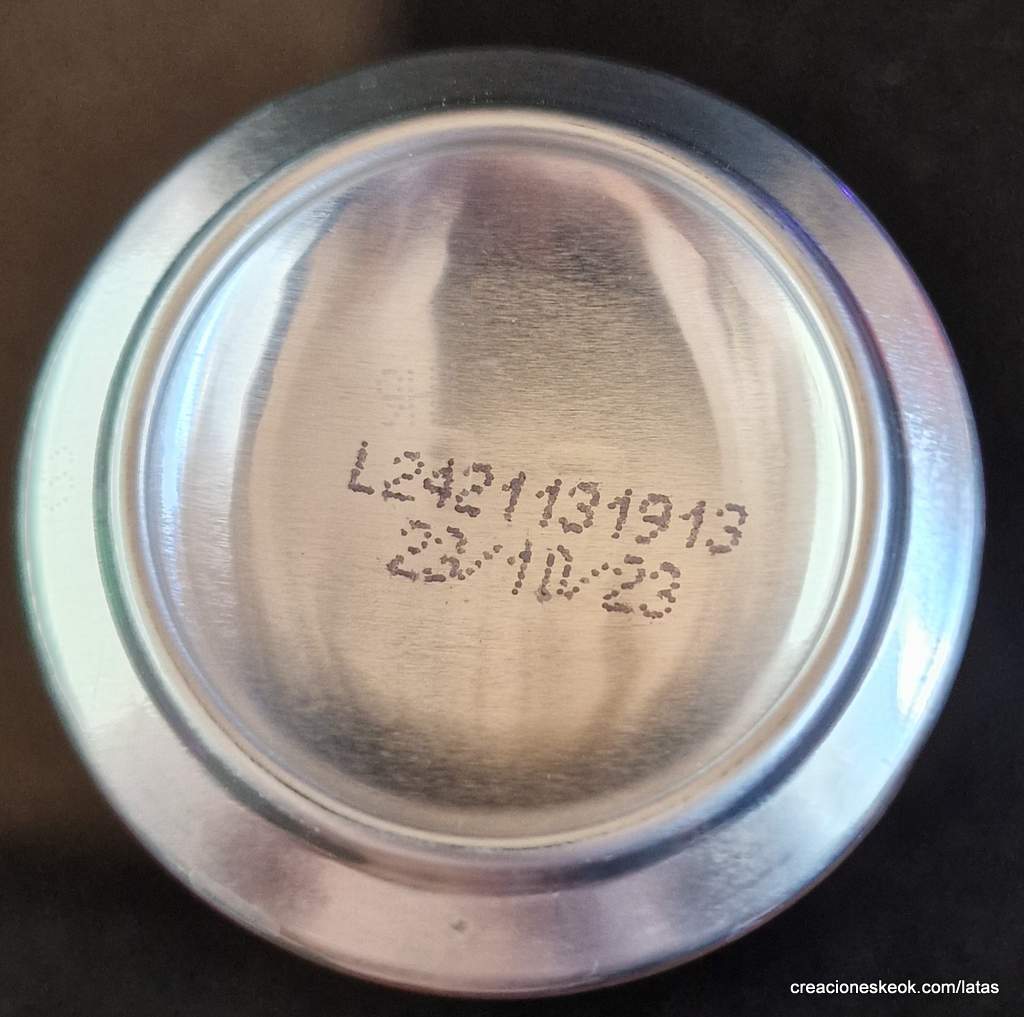 L2421131913
23/10/23
creacioneskeok.com/latas